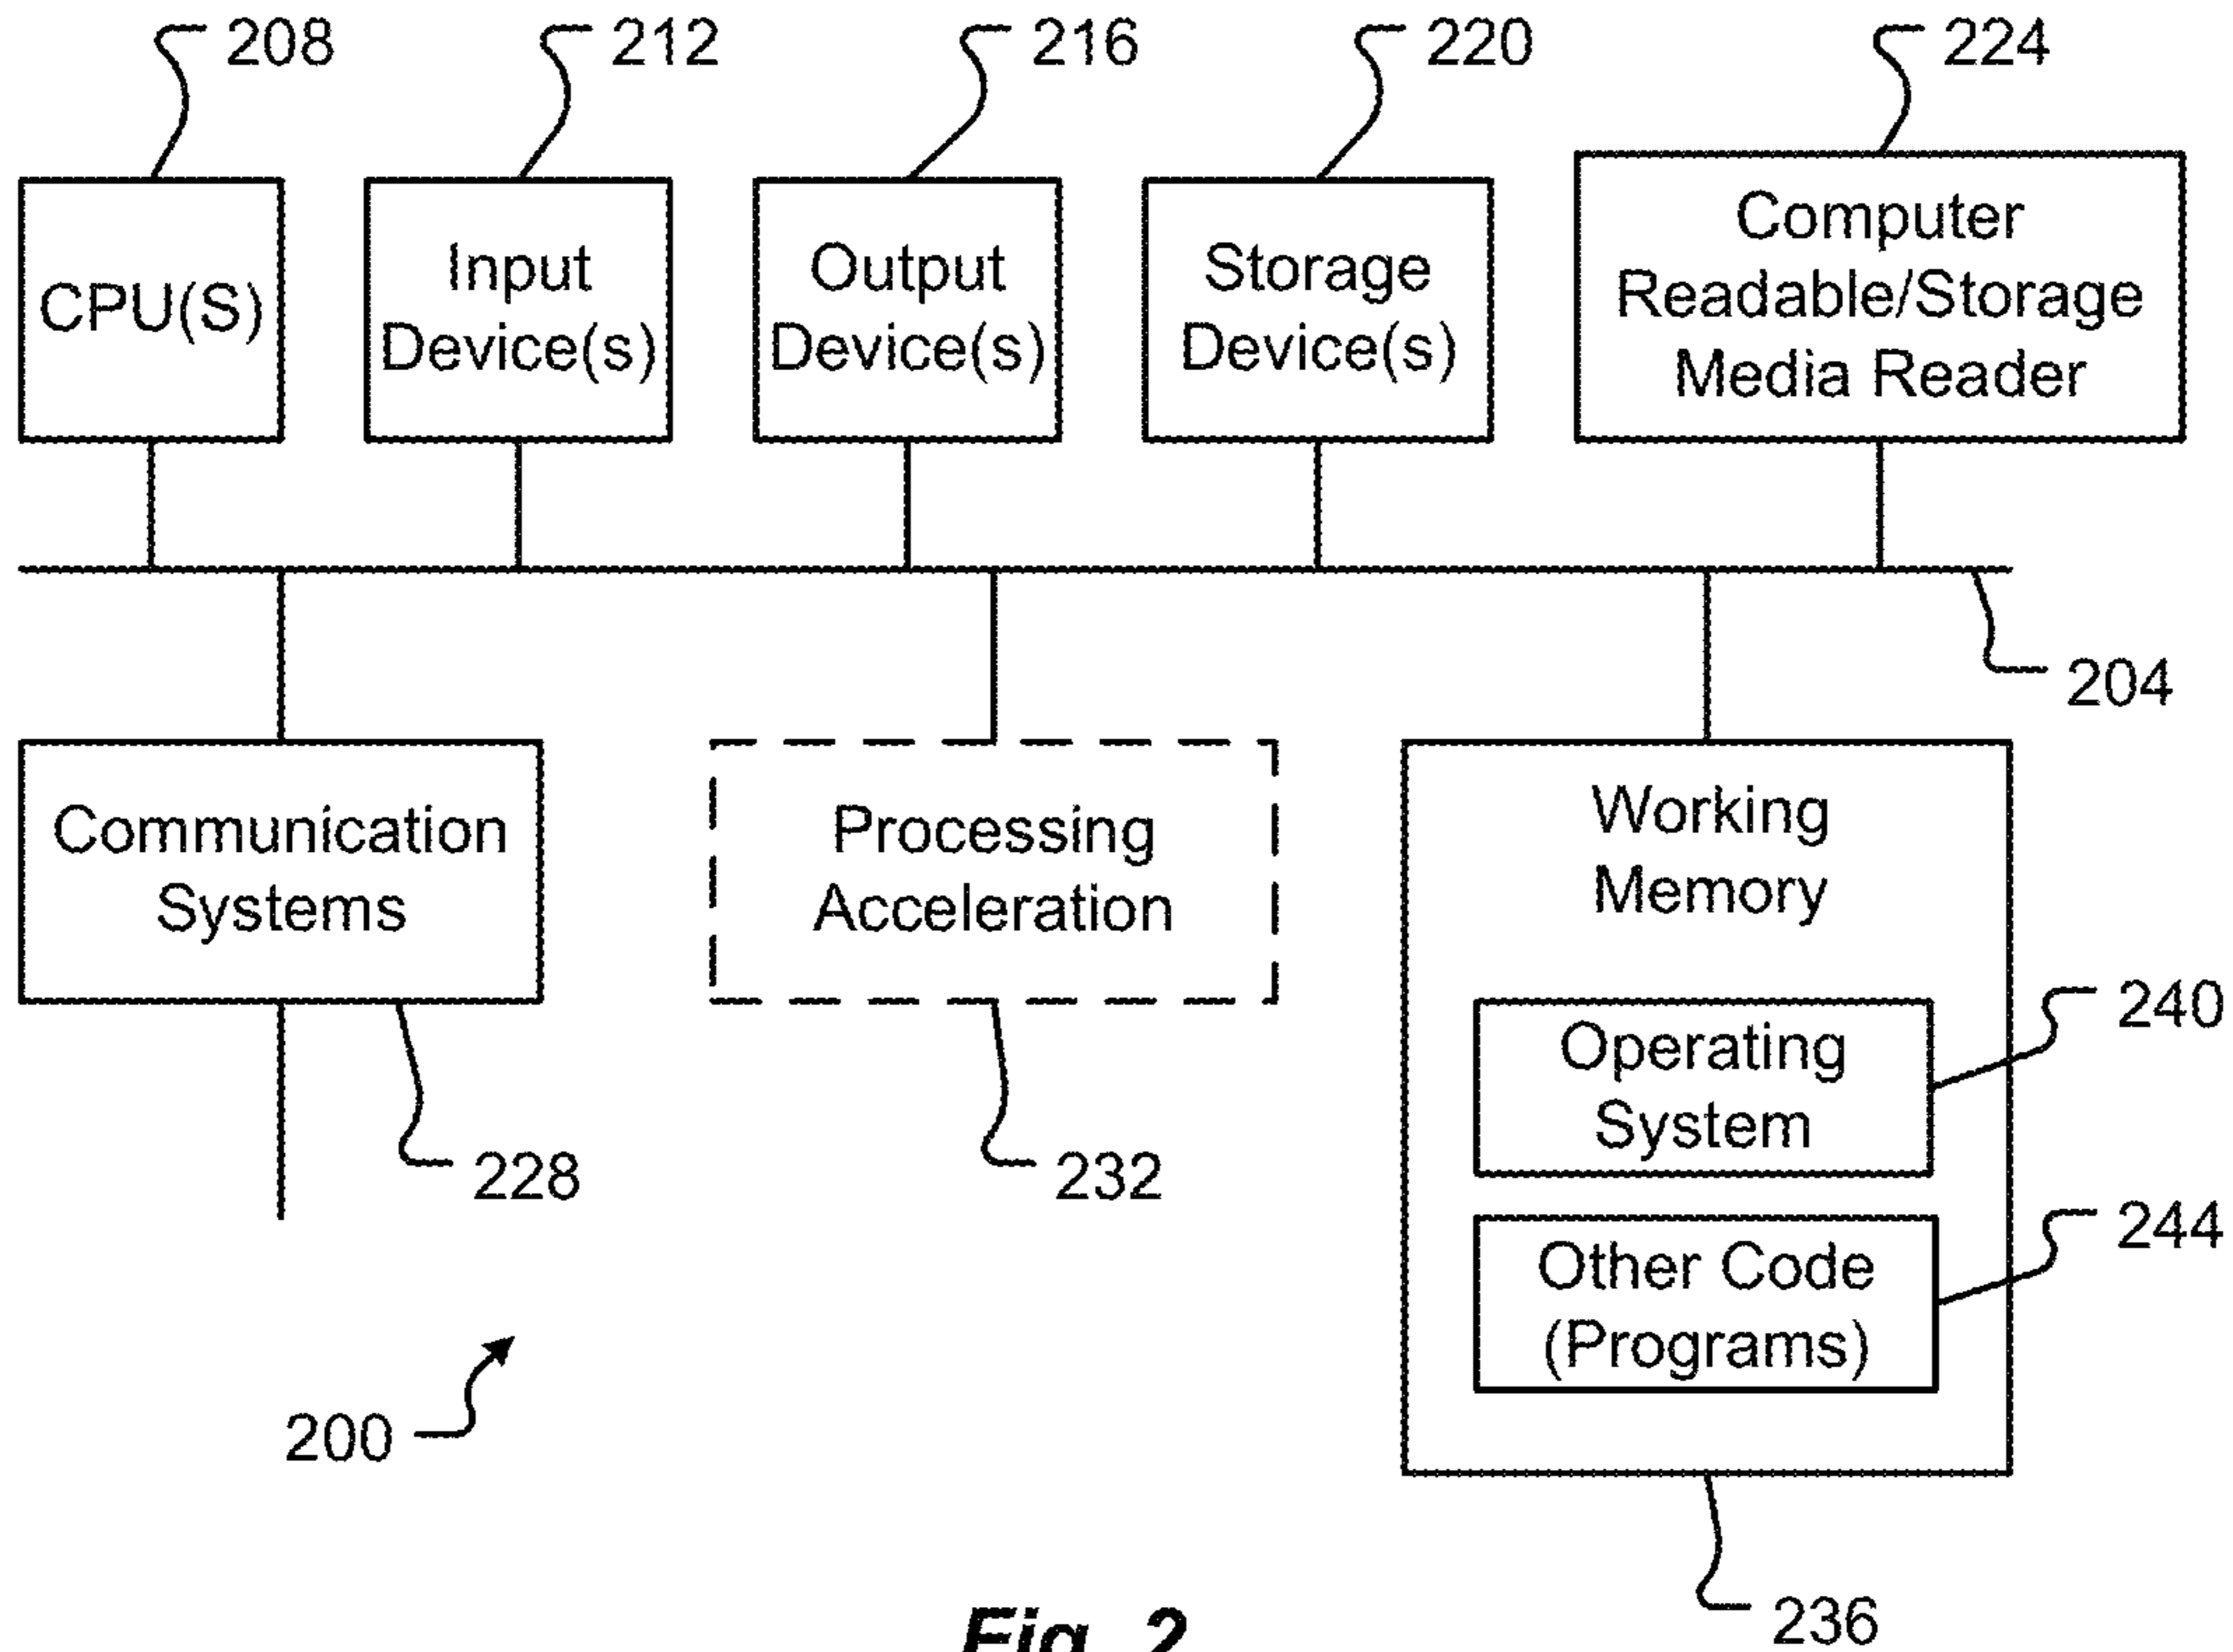 208
212
216
220
224
CPU(S)
Input
Device(s)
Output
Device(s)
Storage
Device(s)
Computer
Readable/Storage
Media Reader
204
Communication
Systems
228
Processing
Acceleration
232
Working
Memory
Operating
System
240
Other Code
(Programs)
244
200
236
Fig. 2